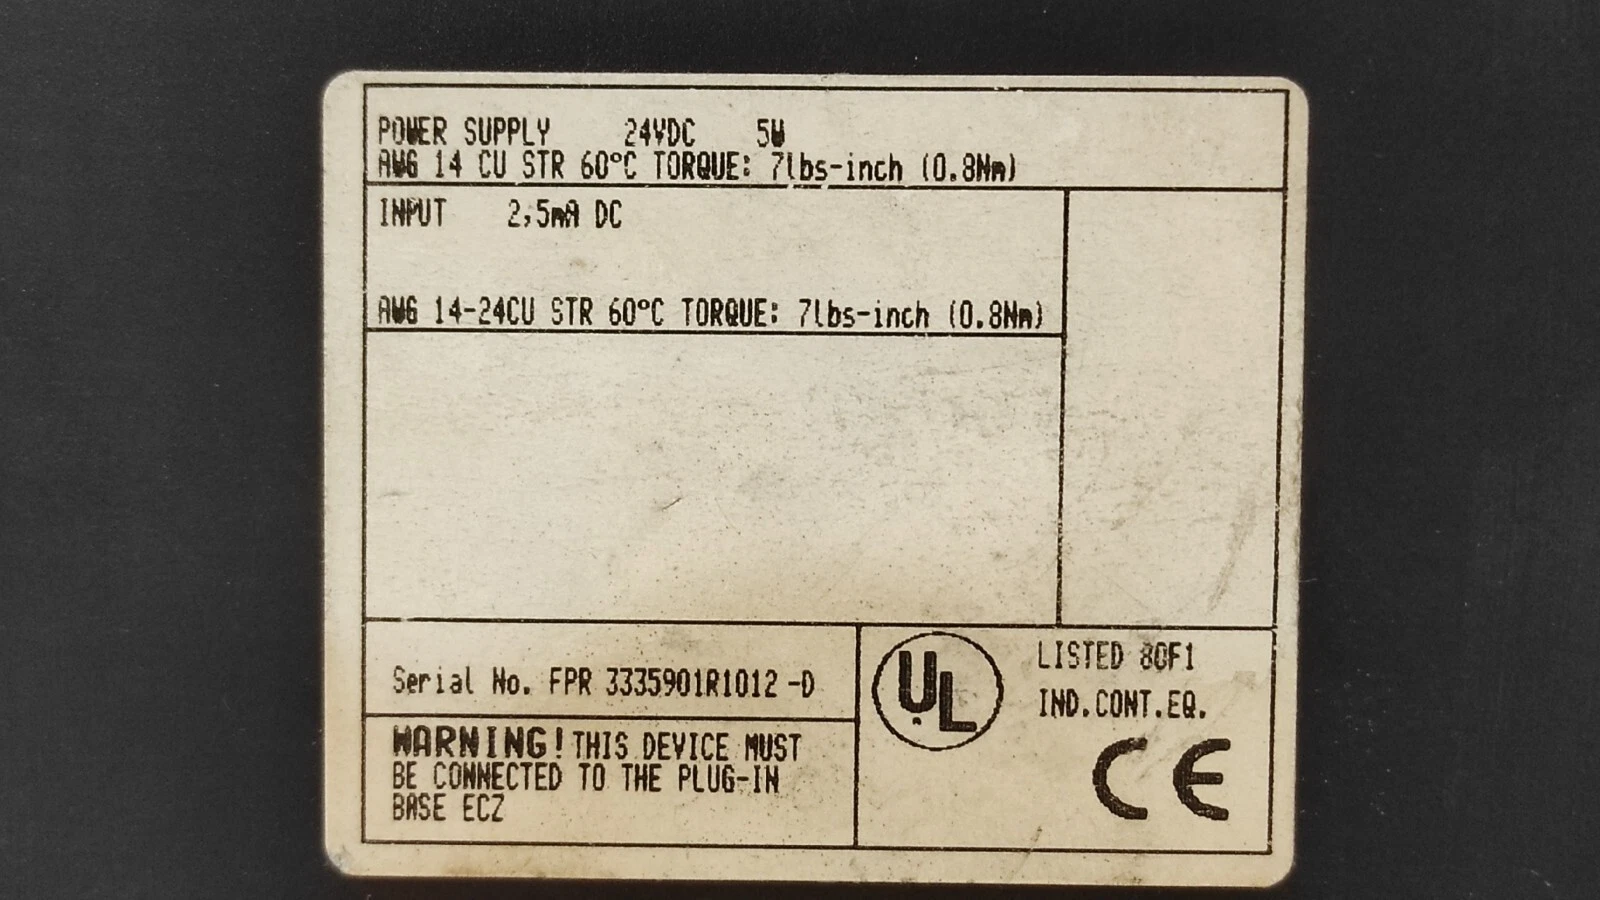 POWER SUPPLY 24VDC 5W
AWG 14 CU STR 60°C TORQUE: 7lbs-inch (0.8Nm)
INPUT 2,5mA DC
AWG 14-24CU STR 60°C TORQUE: 7lbs-inch (0.8Nm)
Serial No. FPR 3335901R1012 -D
WARNING! THIS DEVICE MUST
BE CONNECTED TO THE PLUG-IN
BASE ECZ
UL
LISTED 80F1
IND.CONT.EQ.
CE